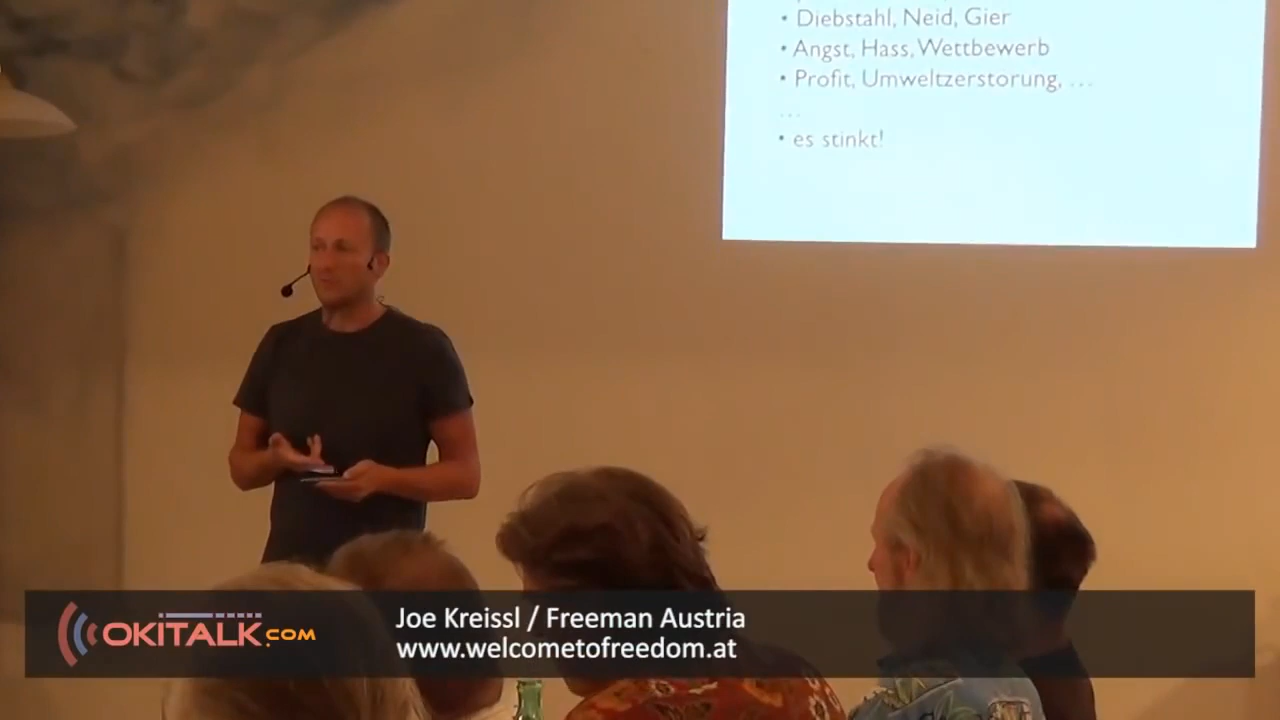 • Diebstahl, Neid, Gier
• Angst, Hass, Wettbewerb
• Profit, Umweltzerstorung, ...
...
• es stinkt!
OKITALK.COM
Joe Kreissl / Freeman Austria
www.welcometofreedom.at